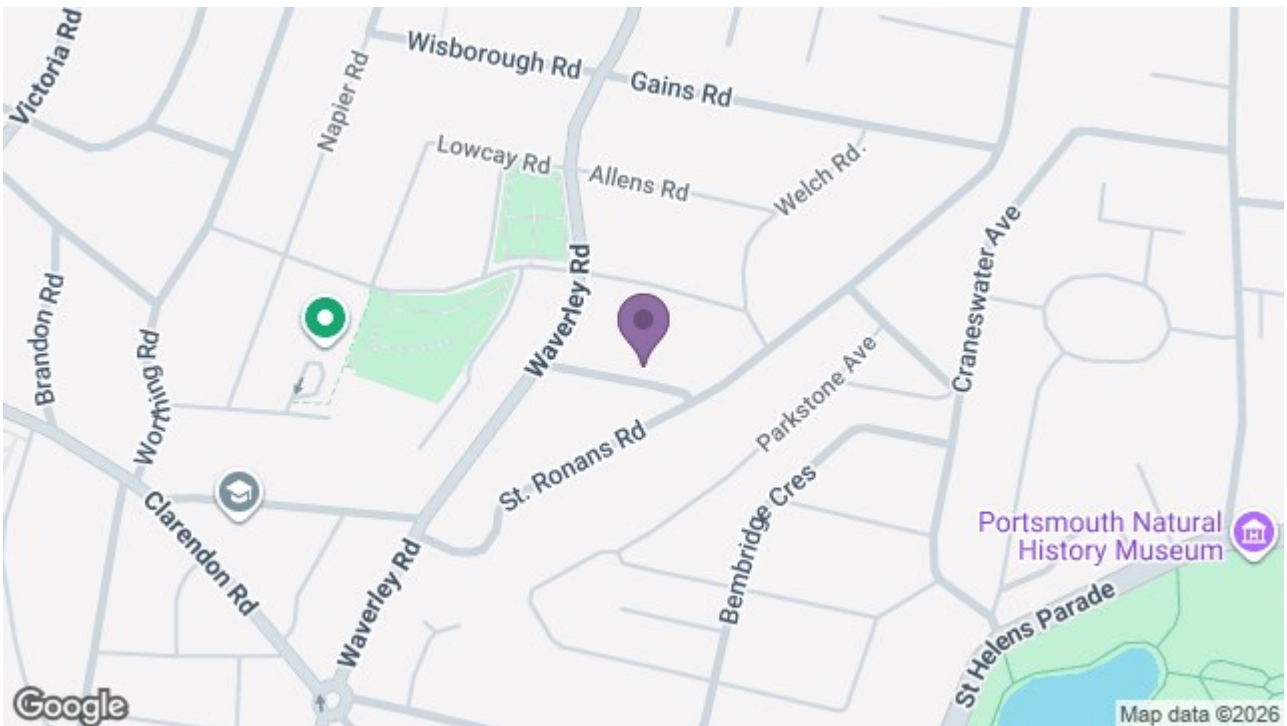 Victoria Rd
Napier Rd
Wisborough Rd
Gains Rd
Lowcay Rd
Allens Rd
Welch Rd.
Craneswater Ave
Brandon Rd
Worthing Rd
Waverley Rd
Parkstone Ave
St. Ronans Rd
Bembridge Cres
Clarendon Rd
Waverley Rd
Portsmouth Natural
History Museum
St Helens Parade
Google
Map data ©2026